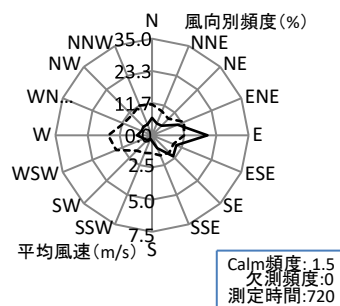 N
風向別頻度(%)
35.0
NNW
NNE
NW
23.3
NE
WN...
11.7
ENE
W
0.0
E
WSW
2.5
ESE
SW
5.0
SE
SSW
SSE
平均風速(m/s)
7.5
S
Calm頻度: 1.5
欠測頻度:0
測定時間:720